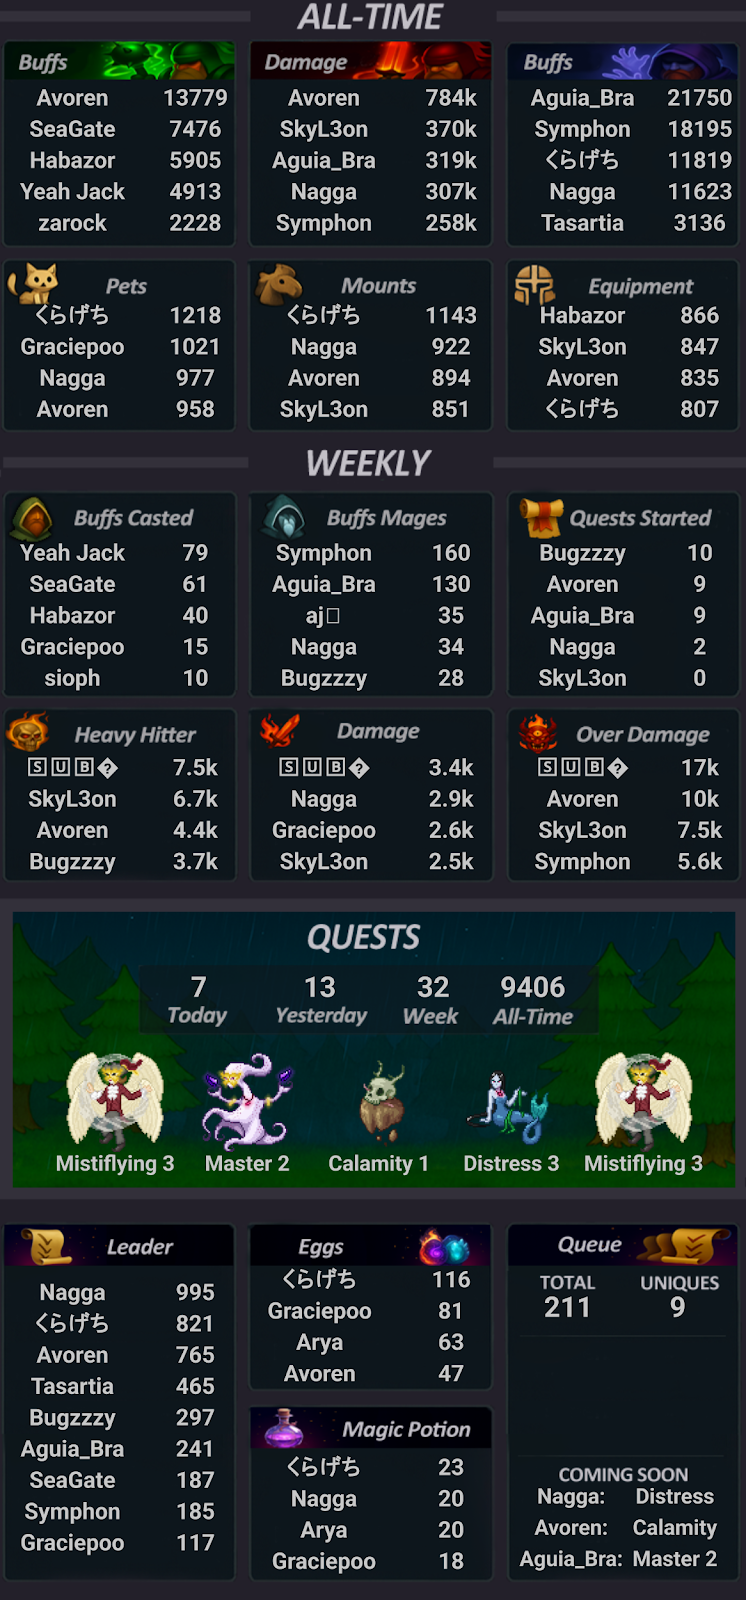 ALL-TIME
Buffs
Avoren 13779
SeaGate 7476
Habazor 5905
Yeah Jack 4913
zarock 2228
Damage
Avoren 784k
SkyL3on 370k
Aguia_Bra 319k
Nagga 307k
Symphon 258k
Buffs
Aguia_Bra 21750
Symphon 18195
くらげち 11819
Nagga 11623
Tasartia 3136
Pets
くらげち 1218
Graciepoo 1021
Nagga 977
Avoren 958
Mounts
くらげち 1143
Nagga 922
Avoren 894
SkyL3on 851
Equipment
Habazor 866
SkyL3on 847
Avoren 835
くらげち 807
WEEKLY
Buffs Casted
Yeah Jack 79
SeaGate 61
Habazor 40
Graciepoo 15
sioph 10
Buffs Mages
Symphon 160
Aguia_Bra 130
aj□ 35
Nagga 34
Bugzzzy 28
Quests Started
Bugzzzy 10
Avoren 9
Aguia_Bra 9
Nagga 2
SkyL3on 0
Heavy Hitter
🅂🅄🄱� 7.5k
SkyL3on 6.7k
Avoren 4.4k
Bugzzzy 3.7k
Damage
🅂🅄🄱� 3.4k
Nagga 2.9k
Graciepoo 2.6k
SkyL3on 2.5k
Over Damage
🅂🅄🄱� 17k
Avoren 10k
SkyL3on 7.5k
Symphon 5.6k
QUESTS
7 13 32 9406
Today Yesterday Week All-Time
Mistiflying 3 Master 2 Calamity 1 Distress 3 Mistiflying 3
Leader
Nagga 995
くらげち 821
Avoren 765
Tasartia 465
Bugzzzy 297
Aguia_Bra 241
SeaGate 187
Symphon 185
Graciepoo 117
Eggs
くらげち 116
Graciepoo 81
Arya 63
Avoren 47
Magic Potion
くらげち 23
Nagga 20
Arya 20
Graciepoo 18
Queue
TOTAL UNIQUES
211 9
COMING SOON
Nagga: Distress
Avoren: Calamity
Aguia_Bra: Master 2